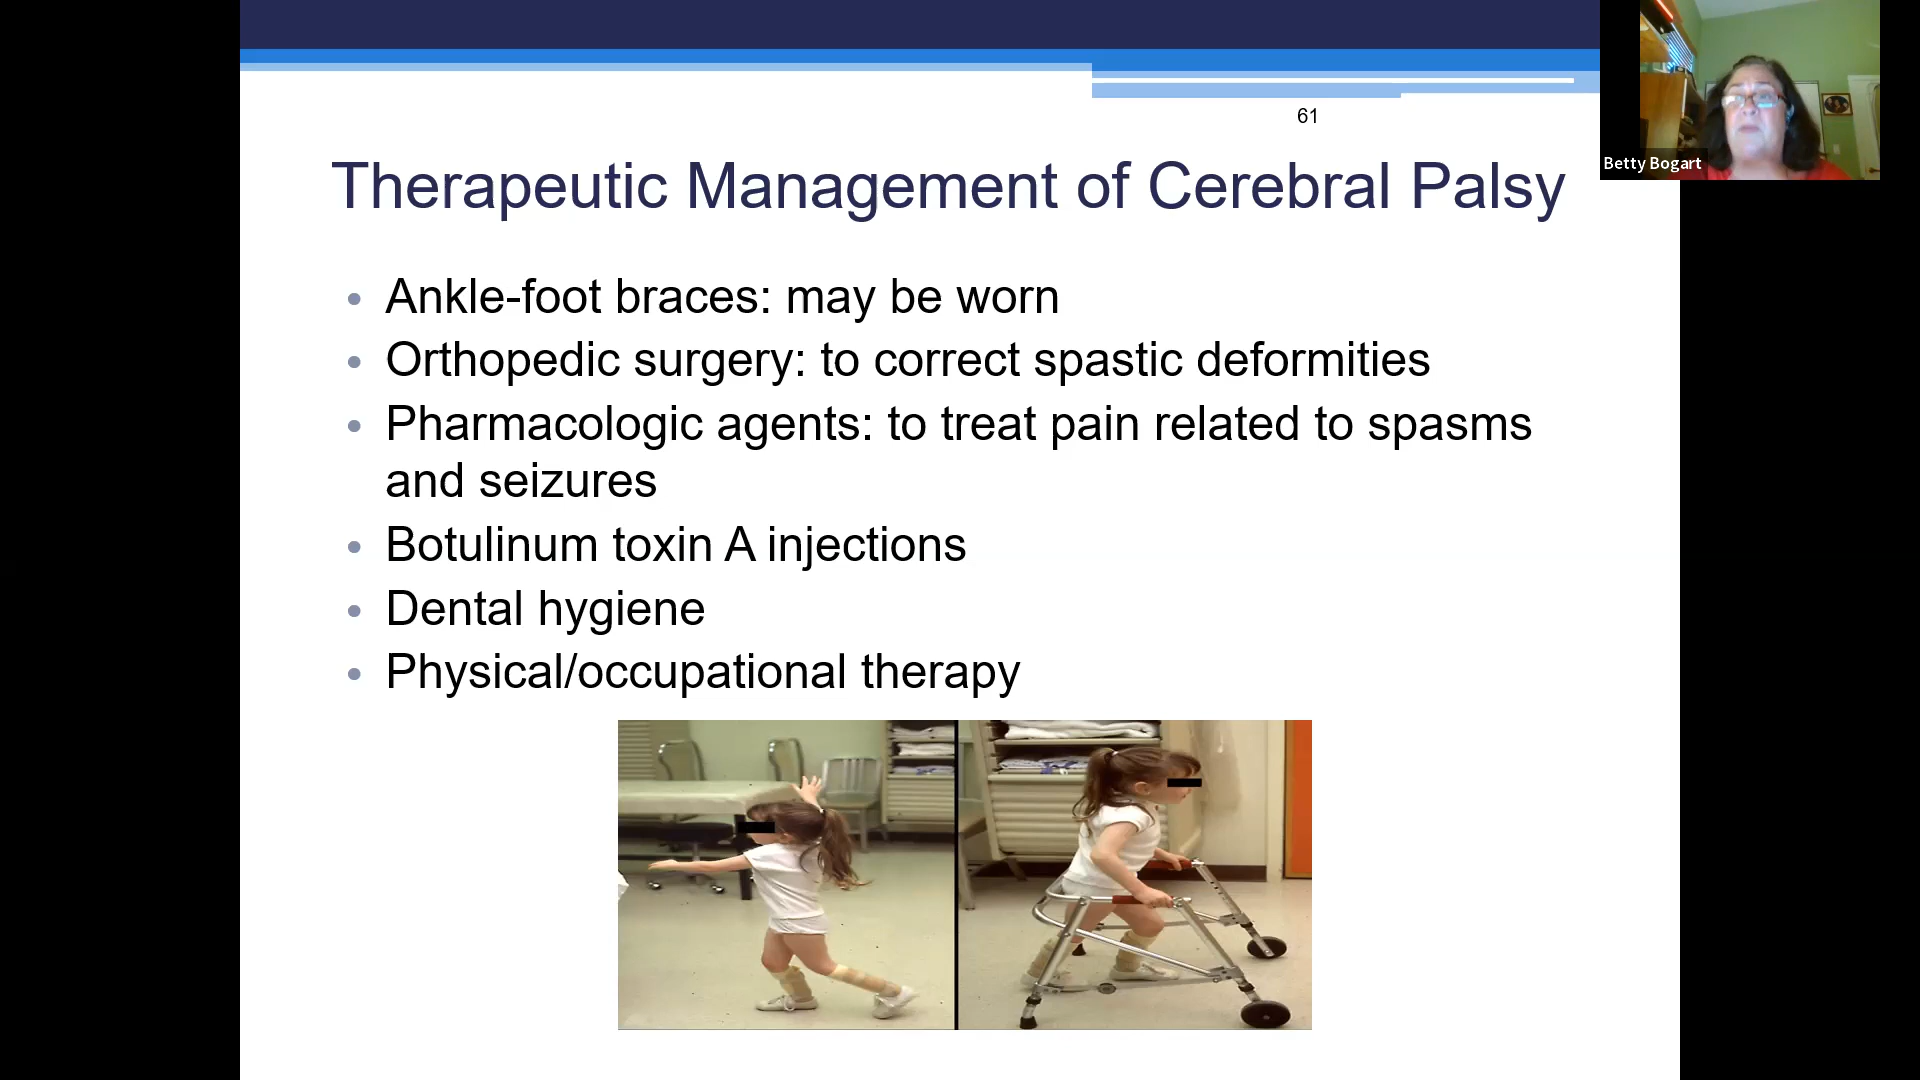 61
Betty Bogart
Therapeutic Management of Cerebral Palsy
• Ankle-foot braces: may be worn
• Orthopedic surgery: to correct spastic deformities
• Pharmacologic agents: to treat pain related to spasms
and seizures
• Botulinum toxin A injections
• Dental hygiene
• Physical/occupational therapy